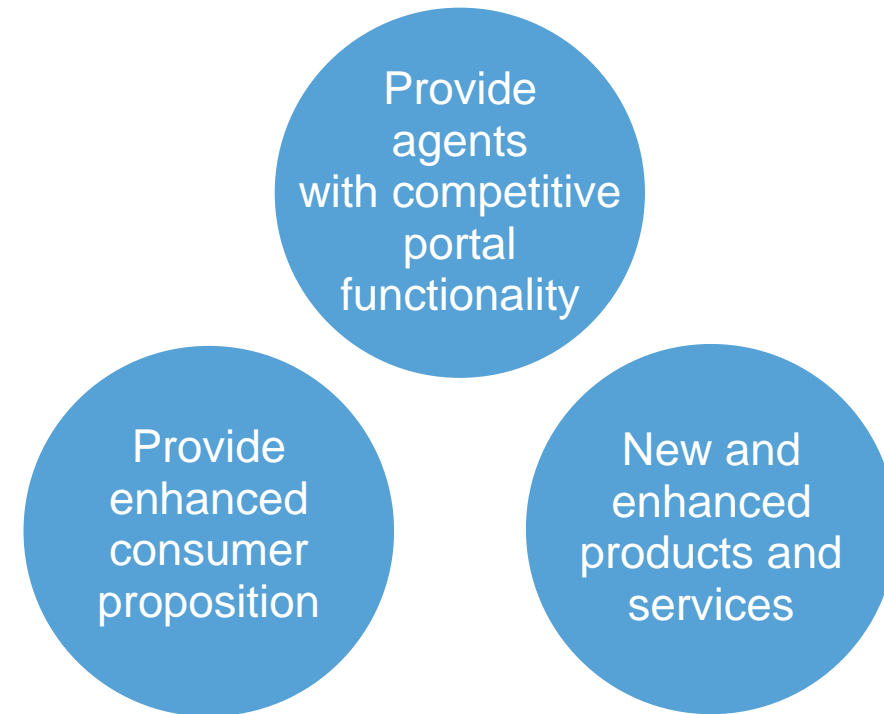 Provide
agents
with competitive
portal
functionality
Provide
enhanced
consumer
proposition
New and
enhanced
products and
services